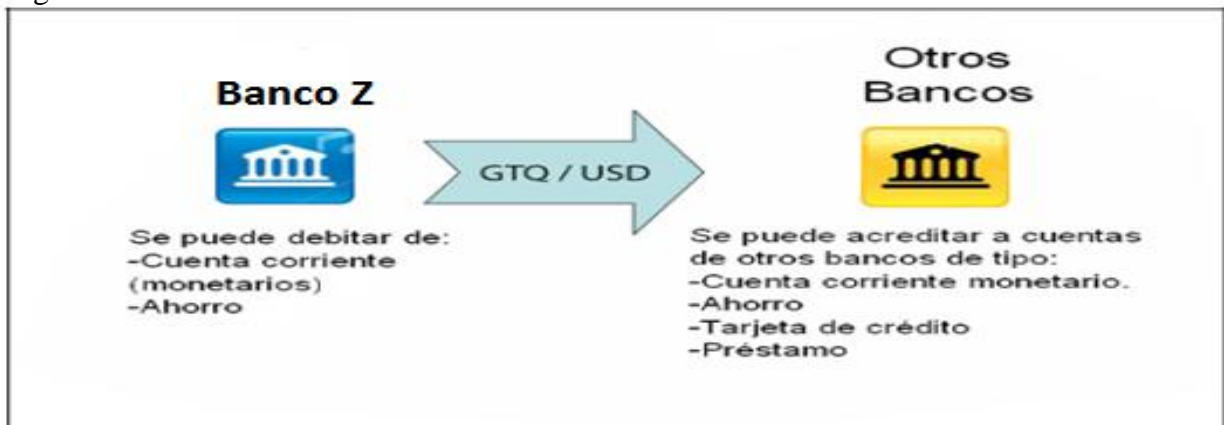 Banco Z
Se puede debitar de:
-Cuenta corriente
(monetarios)
-Ahorro
GTQ / USD
Otros
Bancos
Se puede acreditar a cuentas
de otros bancos de tipo:
-Cuenta corriente monetario.
-Ahorro
-Tarjeta de crédito
-Préstamo